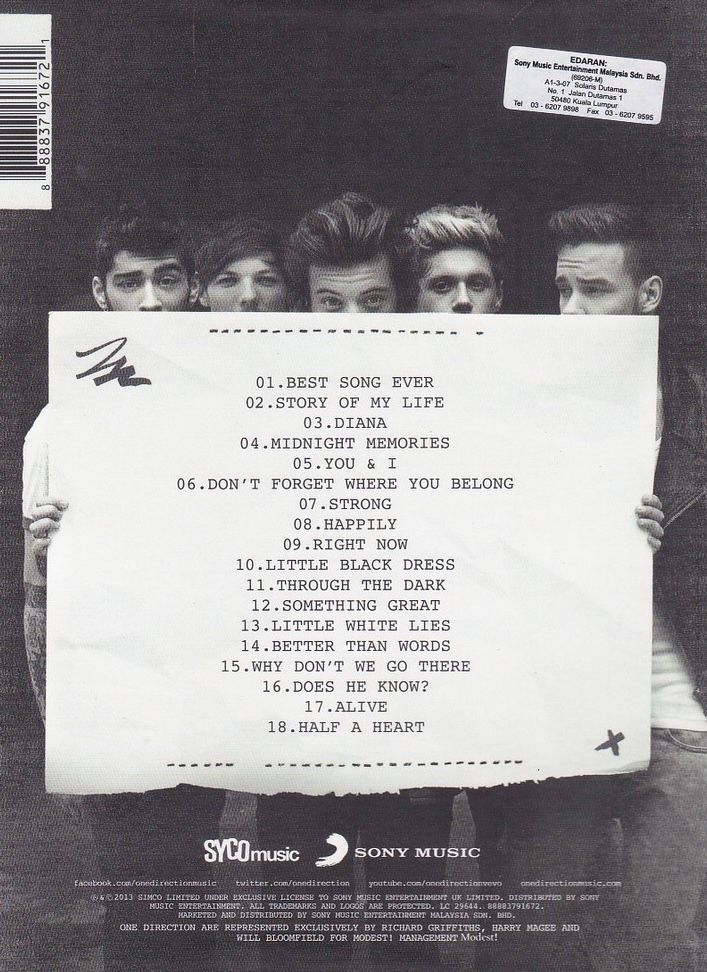 8 88837 91672 1
EDARAN:
Sony Music Entertainment Malaysia Sdn. Bhd.
(69206-M)
A1-3-07 Solaris Dutamas
No. 1 Jalan Dutamas 1
50480 Kuala Lumpur
Tel 03 - 6207 9898 Fax 03 - 6207 9595
01.BEST SONG EVER
02.STORY OF MY LIFE
03.DIANA
04.MIDNIGHT MEMORIES
05.YOU & I
06.DON'T FORGET WHERE YOU BELONG
07.STRONG
08.HAPPILY
09.RIGHT NOW
10.LITTLE BLACK DRESS
11.THROUGH THE DARK
12.SOMETHING GREAT
13.LITTLE WHITE LIES
14.BETTER THAN WORDS
15.WHY DON'T WE GO THERE
16.DOES HE KNOW?
17.ALIVE
18.HALF A HEART
SYCOmusic SONY MUSIC
facebook.com/onedirectionmusic twitter.com/onedirection youtube.com/onedirectionvevo onedirectionmusic.com
℗ & © 2013 SIMCO LIMITED UNDER EXCLUSIVE LICENSE TO SONY MUSIC ENTERTAINMENT UK LIMITED. DISTRIBUTED BY SONY
MUSIC ENTERTAINMENT. ALL TRADEMARKS AND LOGOS ARE PROTECTED. LC 29644. 88883791672.
MARKETED AND DISTRIBUTED BY SONY MUSIC ENTERTAINMENT MALAYSIA SDN. BHD.
ONE DIRECTION ARE REPRESENTED EXCLUSIVELY BY RICHARD GRIFFITHS, HARRY MAGEE AND
WILL BLOOMFIELD FOR MODEST! MANAGEMENT Modest!